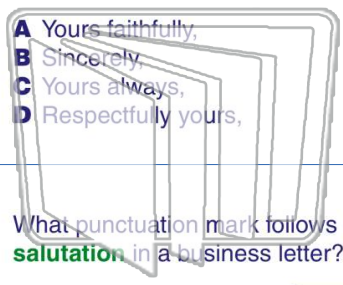 A Yours faithfully,
B Sincerely,
C Yours always,
D Respectfully yours,
What punctuation mark follows
salutation in a business letter?